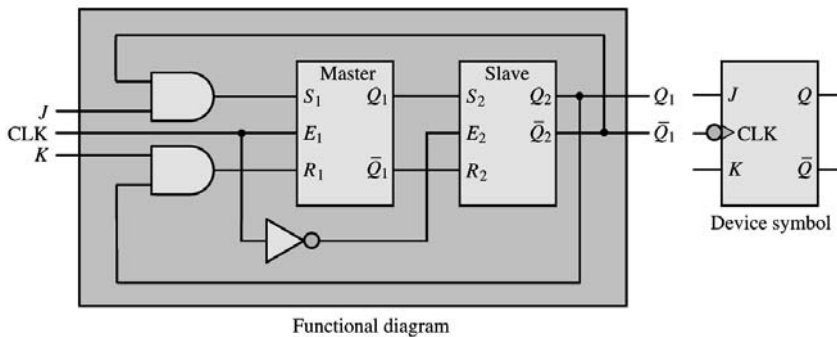 Master
Slave
J
CLK
K
S₁
E₁
R₁
Q₁
Q̄₁
S₂
E₂
R₂
Q₂
Q̄₂
Q₁
Q̄₁
J
CLK
K
Q
Q̄
Device symbol
Functional diagram